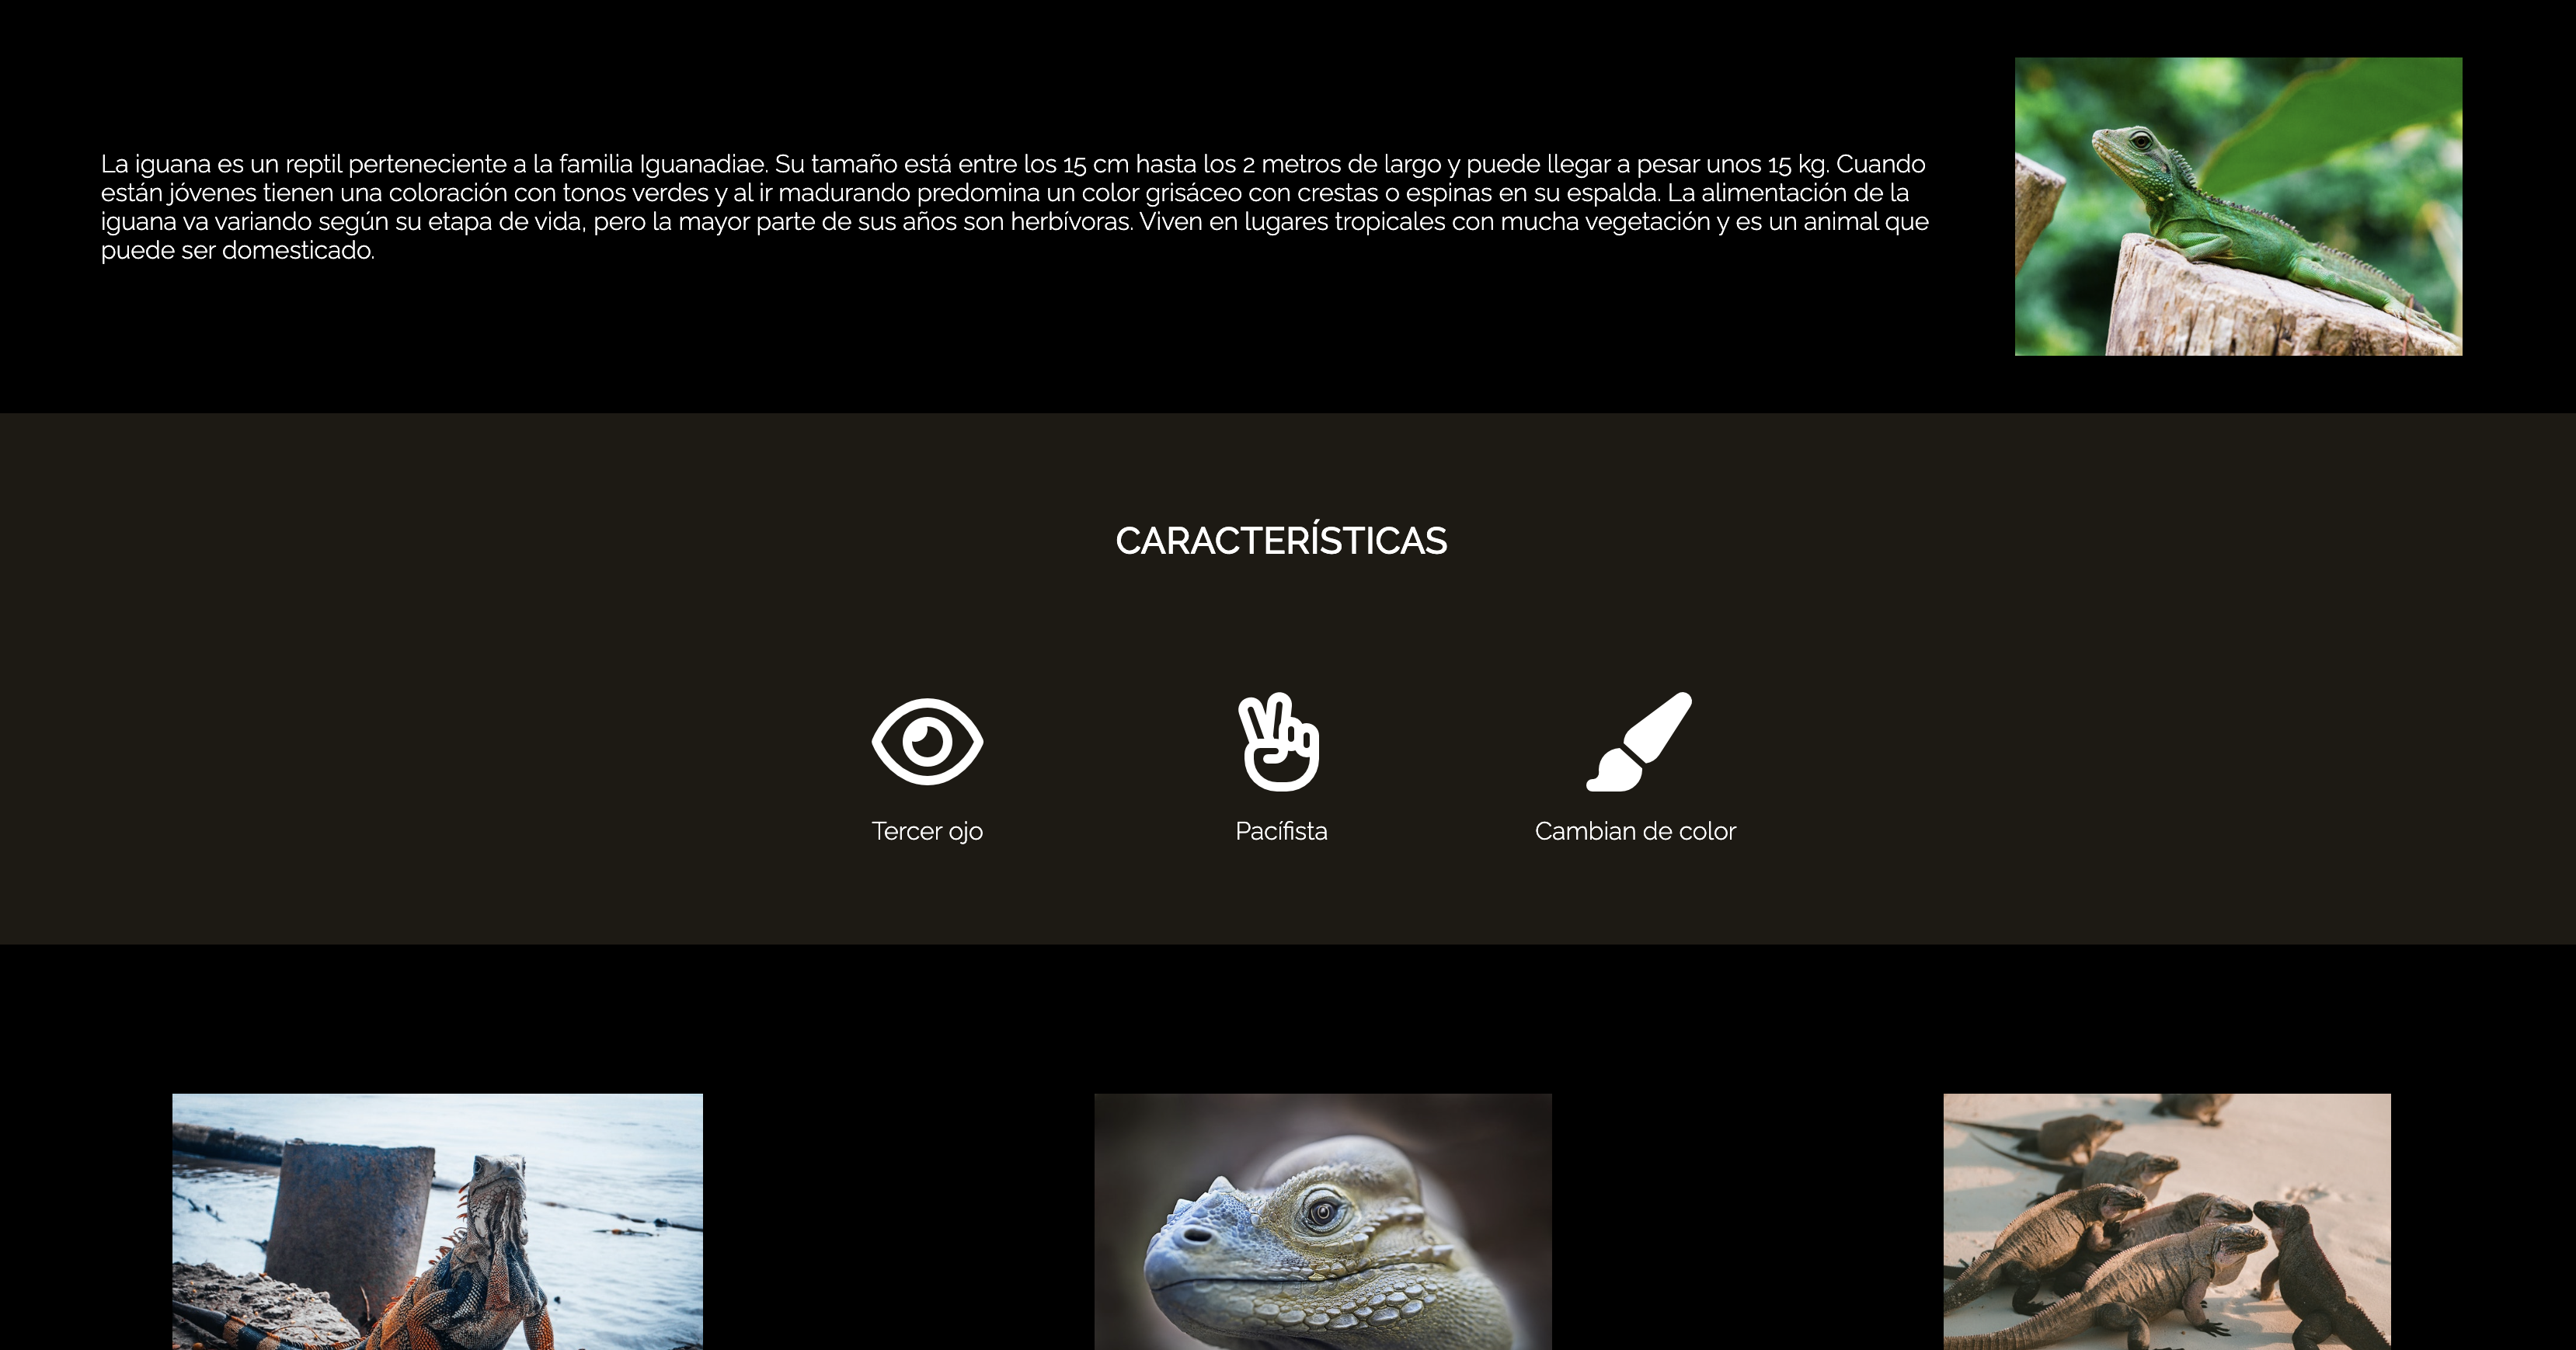 La iguana es un reptil perteneciente a la familia Iguanadiae. Su tamaño está entre los 15 cm hasta los 2 metros de largo y puede llegar a pesar unos 15 kg. Cuando
están jóvenes tienen una coloración con tonos verdes y al ir madurando predomina un color grisáceo con crestas o espinas en su espalda. La alimentación de la
iguana va variando según su etapa de vida, pero la mayor parte de sus años son herbívoras. Viven en lugares tropicales con mucha vegetación y es un animal que
puede ser domesticado.
CARACTERÍSTICAS
Tercer ojo
Pacífista
Cambian de color